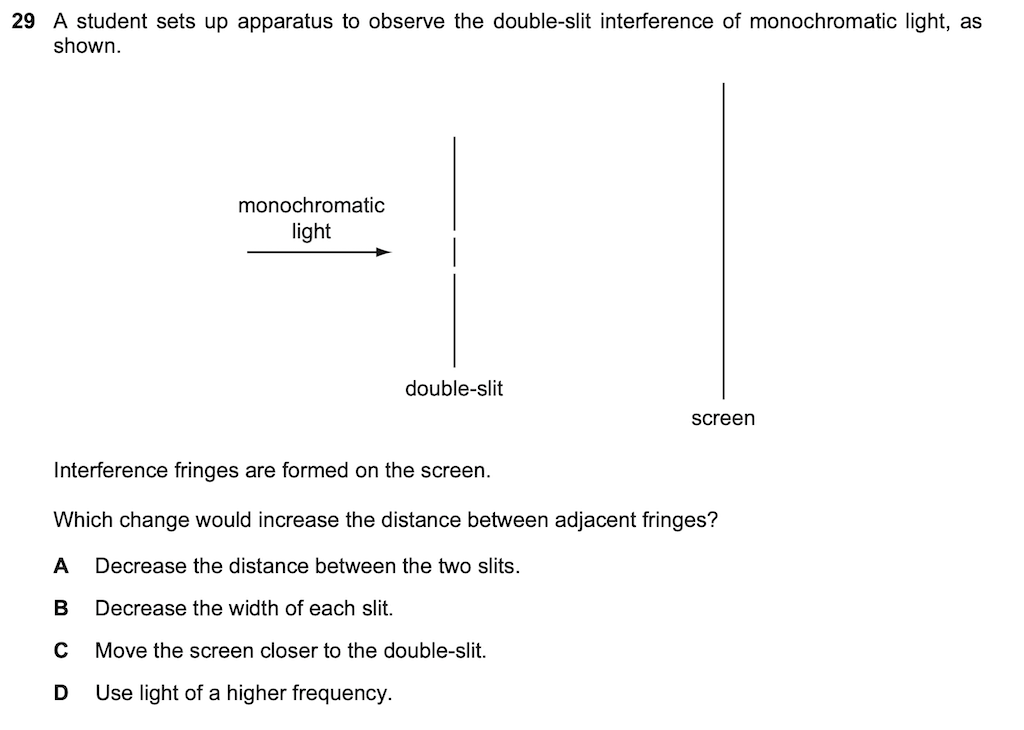 29 A student sets up apparatus to observe the double-slit interference of monochromatic light, as
shown.
monochromatic
light
double-slit
screen
Interference fringes are formed on the screen.
Which change would increase the distance between adjacent fringes?
A Decrease the distance between the two slits.
B Decrease the width of each slit.
C Move the screen closer to the double-slit.
D Use light of a higher frequency.